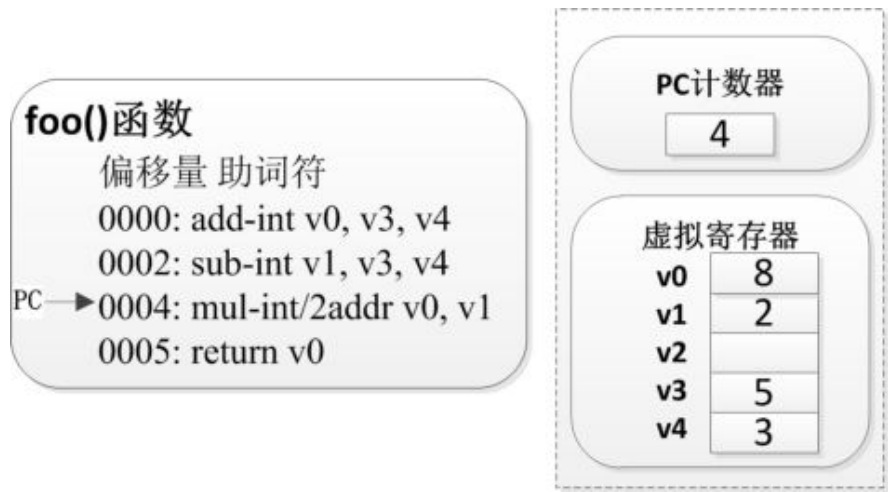 foo()函数
偏移量 助词符
0000: add-int v0, v3, v4
0002: sub-int v1, v3, v4
PC
0004: mul-int/2addr v0, v1
0005: return v0
PC计数器
4
虚拟寄存器
v0 8
v1 2
v2
v3 5
v4 3